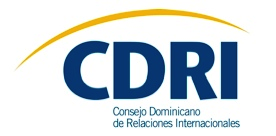 CDRI
Consejo Dominicano
de Relaciones Internacionales